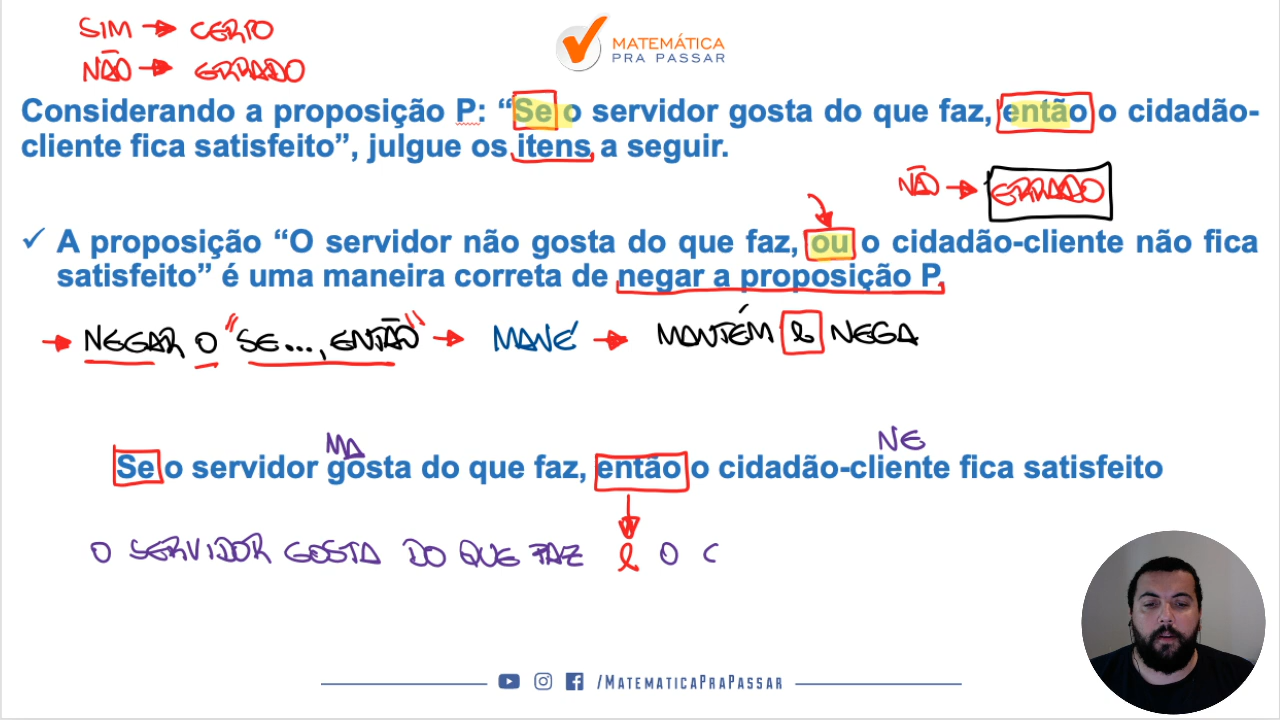 SIM → CERTO
NÃO → ERRADO
MATEMÁTICA
PRA PASSAR
Considerando a proposição P: “Se o servidor gosta do que faz, então o cidadão-
cliente fica satisfeito”, julgue os itens a seguir.
NÃO → ERRADO
✓ A proposição “O servidor não gosta do que faz, ou o cidadão-cliente não fica
satisfeito” é uma maneira correta de negar a proposição P.
→ NEGAR O "SE..., ENTÃO" → MANÉ → MANTÉM e NEGA
MA NE
Se o servidor gosta do que faz, então o cidadão-cliente fica satisfeito
O SERVIDOR GOSTA DO QUE FAZ e O C
/MATEMATICAPRAPASSAR